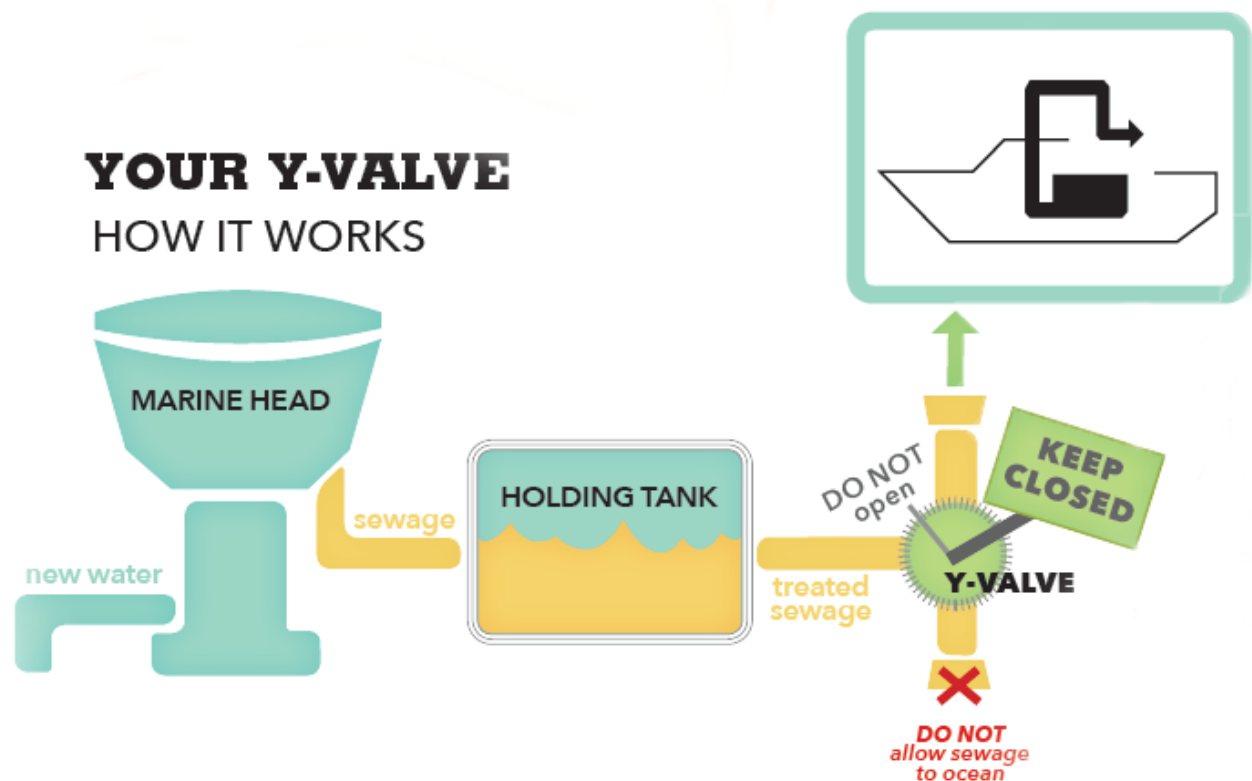 YOUR Y-VALVE
HOW IT WORKS
MARINE HEAD
new water
sewage
HOLDING TANK
treated
sewage
DO NOT
open
KEEP
CLOSED
Y-VALVE
DO NOT
allow sewage
to ocean